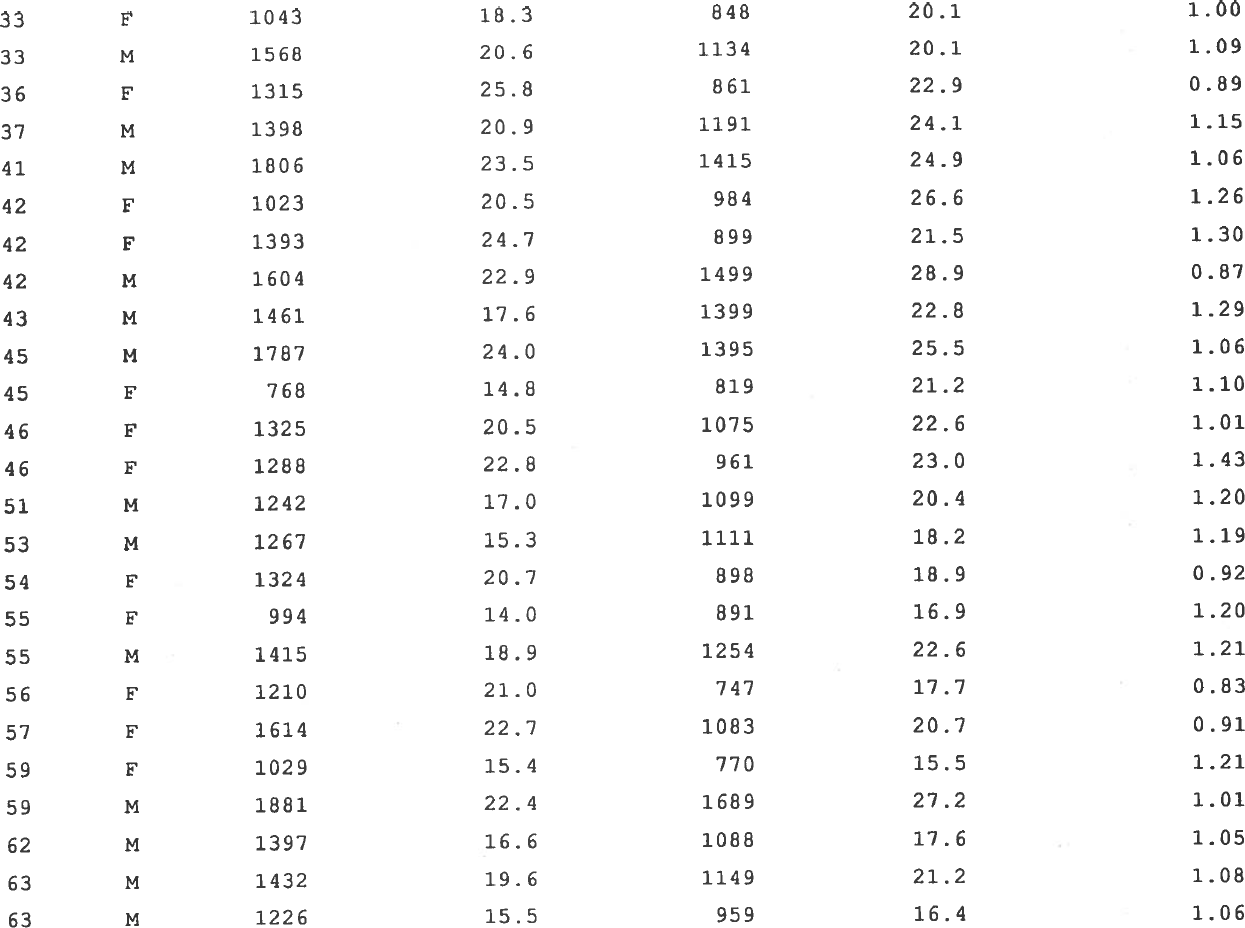 33 F 1043 18.3 848 20.1 1.00
33 M 1568 20.6 1134 20.1 1.09
36 F 1315 25.8 861 22.9 0.89
37 M 1398 20.9 1191 24.1 1.15
41 M 1806 23.5 1415 24.9 1.06
42 F 1023 20.5 984 26.6 1.26
42 F 1393 24.7 899 21.5 1.30
42 M 1604 22.9 1499 28.9 0.87
43 M 1461 17.6 1399 22.8 1.29
45 M 1787 24.0 1395 25.5 1.06
45 F 768 14.8 819 21.2 1.10
46 F 1325 20.5 1075 22.6 1.01
46 F 1288 22.8 961 23.0 1.43
51 M 1242 17.0 1099 20.4 1.20
53 M 1267 15.3 1111 18.2 1.19
54 F 1324 20.7 898 18.9 0.92
55 F 994 14.0 891 16.9 1.20
55 M 1415 18.9 1254 22.6 1.21
56 F 1210 21.0 747 17.7 0.83
57 F 1614 22.7 1083 20.7 0.91
59 F 1029 15.4 770 15.5 1.21
59 M 1881 22.4 1689 27.2 1.01
62 M 1397 16.6 1088 17.6 1.05
63 M 1432 19.6 1149 21.2 1.08
63 M 1226 15.5 959 16.4 1.06